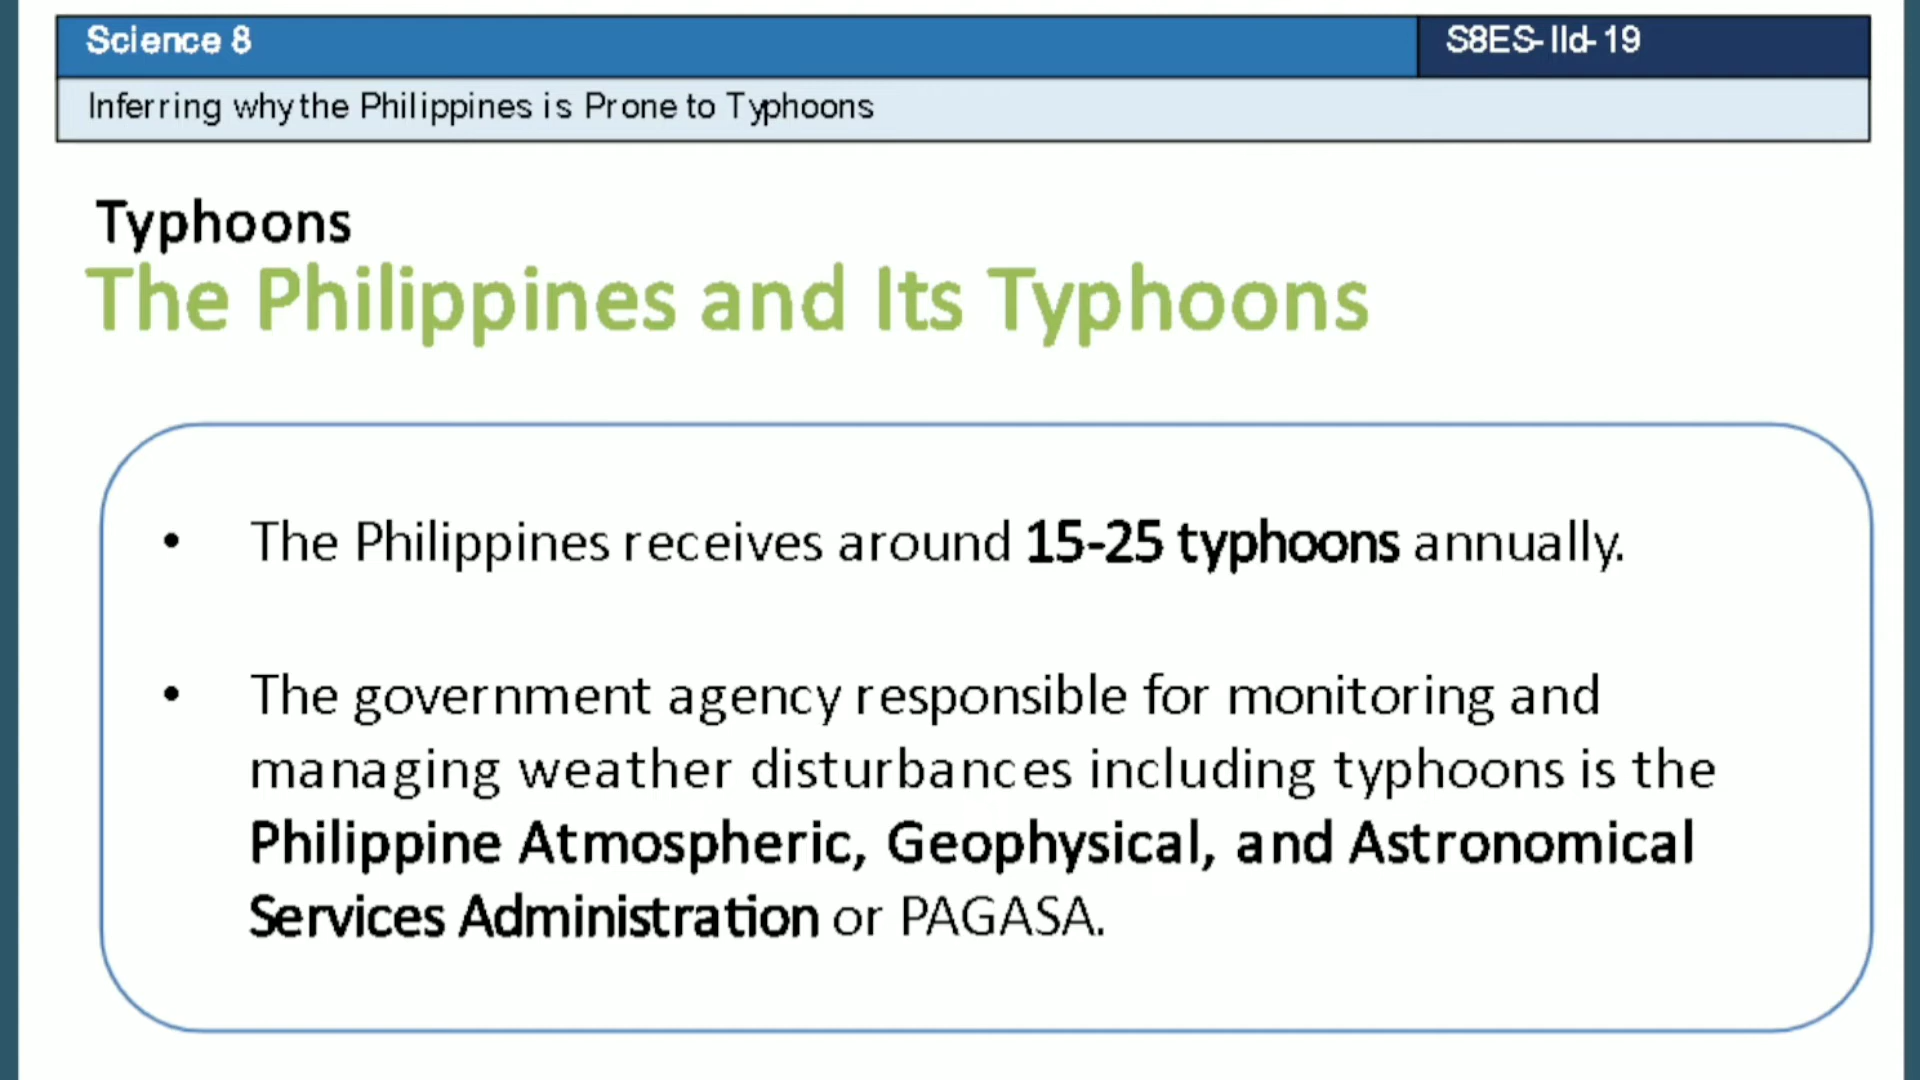 Science 8
S8ES-IId-19
Inferring why the Philippines is Prone to Typhoons
Typhoons
The Philippines and Its Typhoons
• The Philippines receives around 15-25 typhoons annually.
• The government agency responsible for monitoring and
managing weather disturbances including typhoons is the
Philippine Atmospheric, Geophysical, and Astronomical
Services Administration or PAGASA.